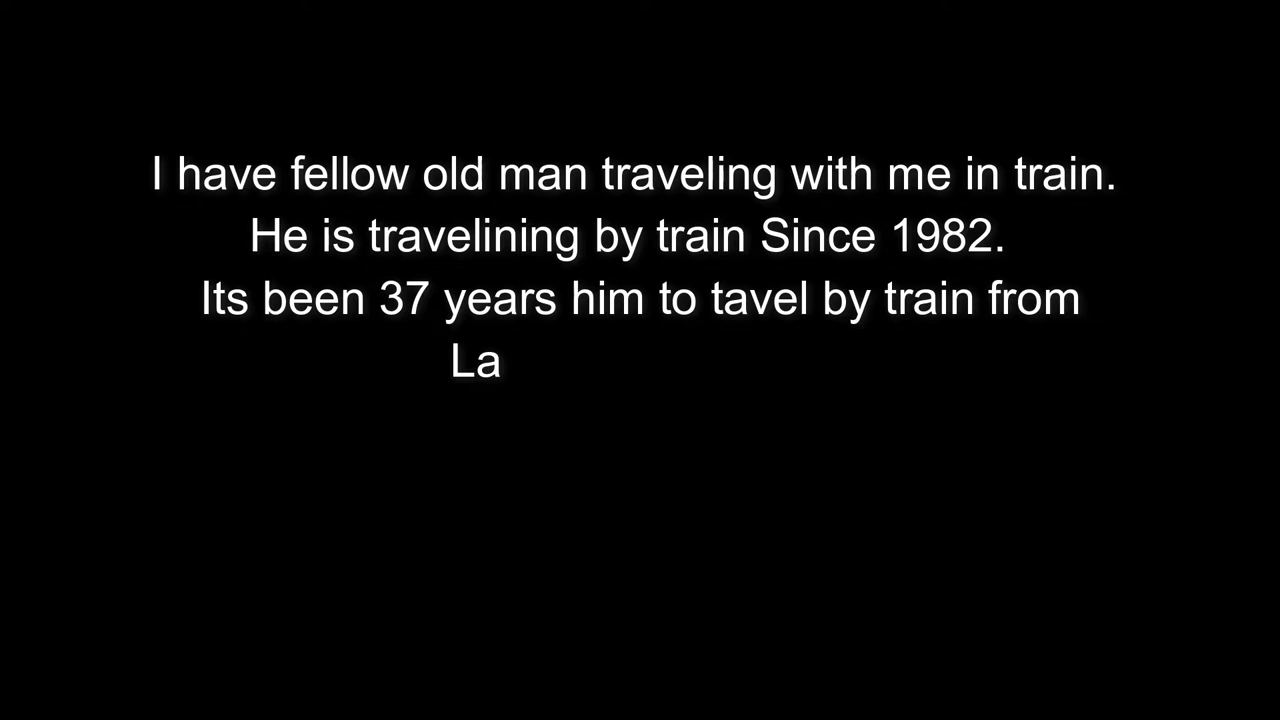 I have fellow old man traveling with me in train.
He is travelining by train Since 1982.
Its been 37 years him to tavel by train from
La